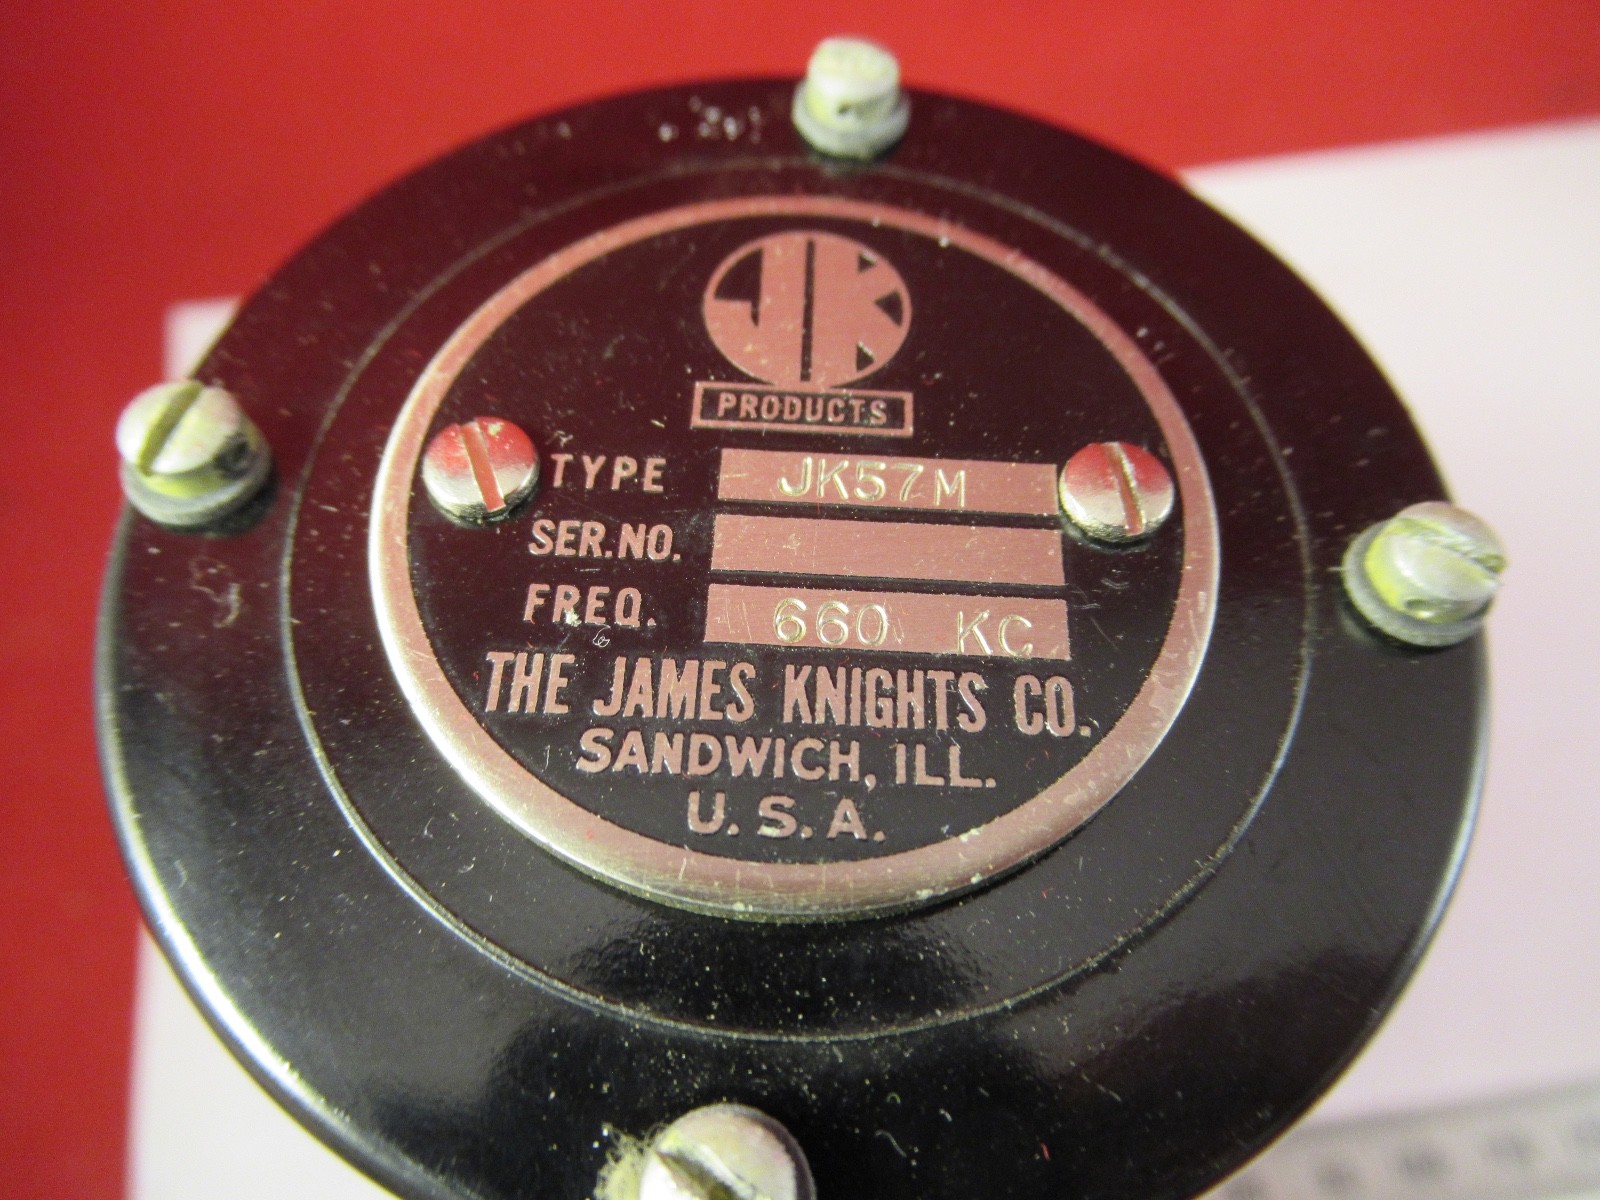 JK
PRODUCTS
TYPE JK57M
SER. NO.
FREQ. 660 KC
THE JAMES KNIGHTS CO.
SANDWICH, ILL.
U. S. A.